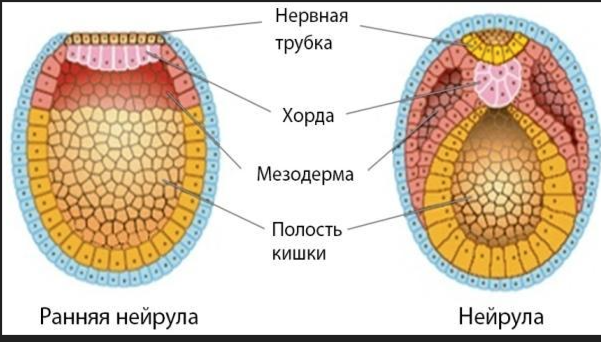 Нервная
трубка
Хорда
Мезодерма
Полость
кишки
Ранняя нейрула
Нейрула